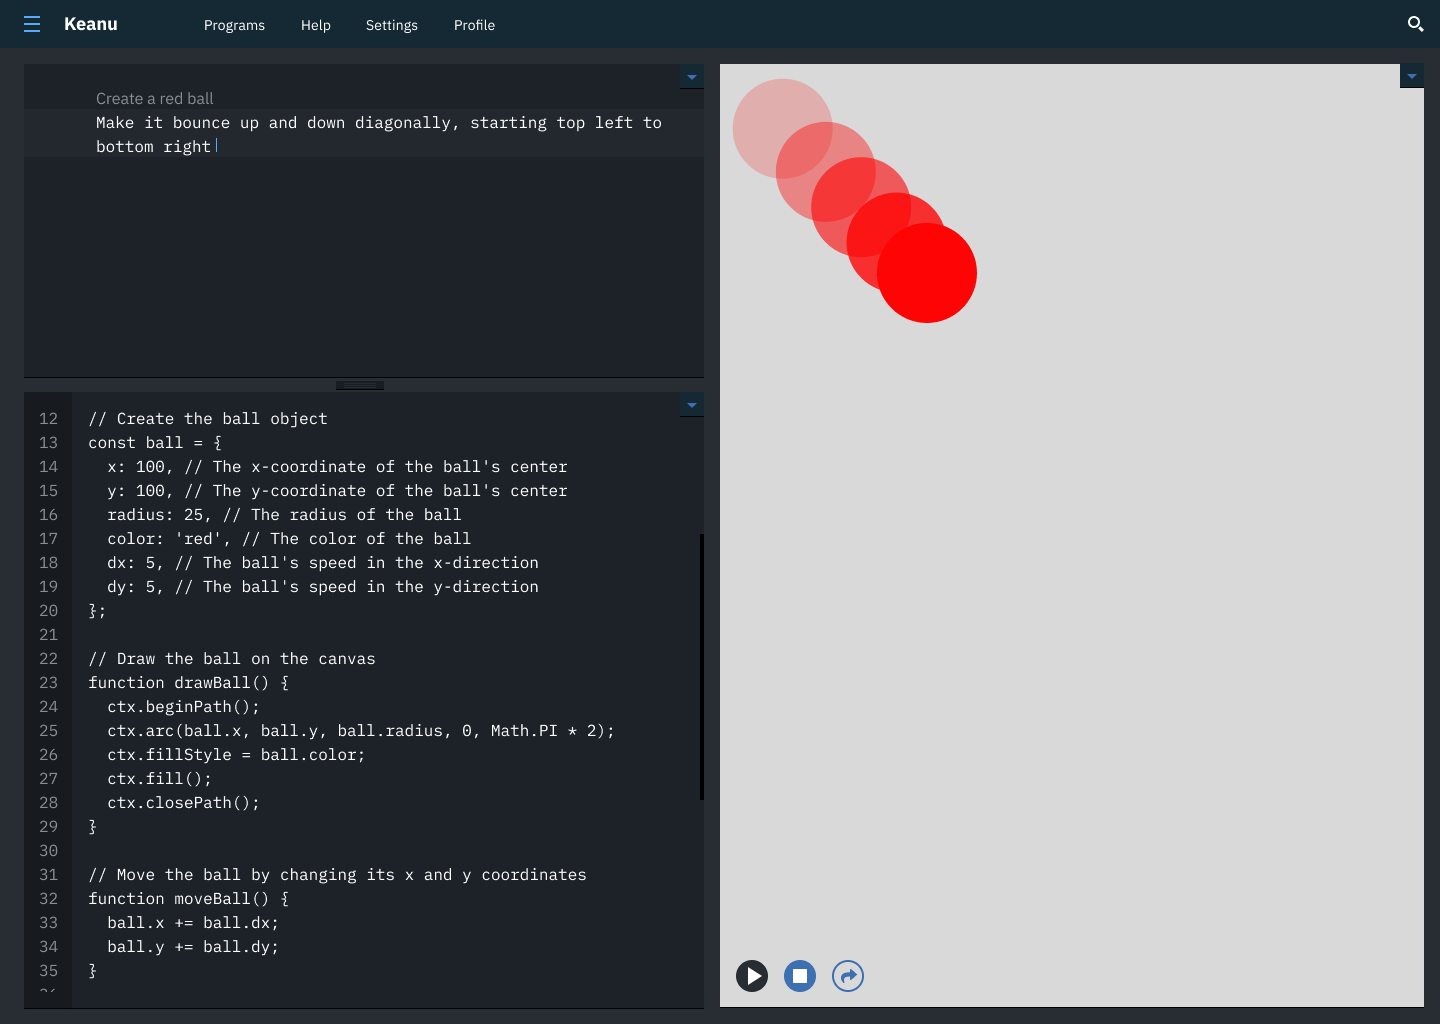 Keanu
Programs
Help
Settings
Profile
Create a red ball
Make it bounce up and down diagonally, starting top left to
bottom right
12 // Create the ball object
13 const ball = {
14   x: 100, // The x-coordinate of the ball's center
15   y: 100, // The y-coordinate of the ball's center
16   radius: 25, // The radius of the ball
17   color: 'red', // The color of the ball
18   dx: 5, // The ball's speed in the x-direction
19   dy: 5, // The ball's speed in the y-direction
20 };
21
22 // Draw the ball on the canvas
23 function drawBall() {
24   ctx.beginPath();
25   ctx.arc(ball.x, ball.y, ball.radius, 0, Math.PI * 2);
26   ctx.fillStyle = ball.color;
27   ctx.fill();
28   ctx.closePath();
29 }
30
31 // Move the ball by changing its x and y coordinates
32 function moveBall() {
33   ball.x += ball.dx;
34   ball.y += ball.dy;
35 }